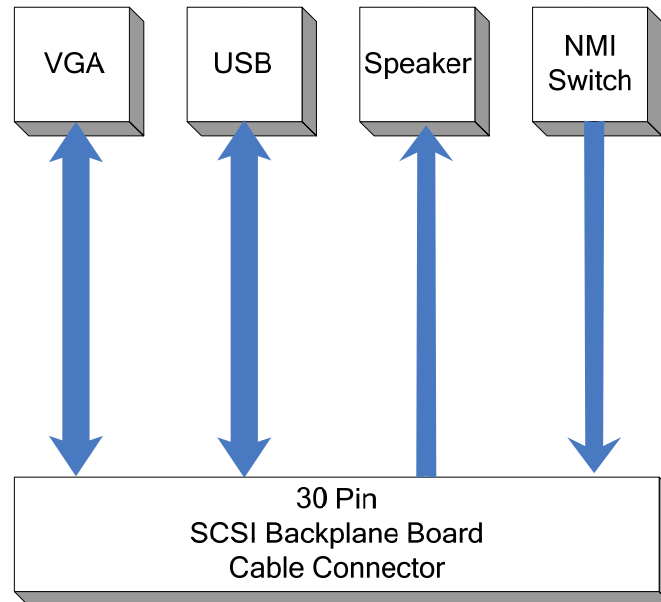 VGA
USB
Speaker
NMI
Switch
30 Pin
SCSI Backplane Board
Cable Connector